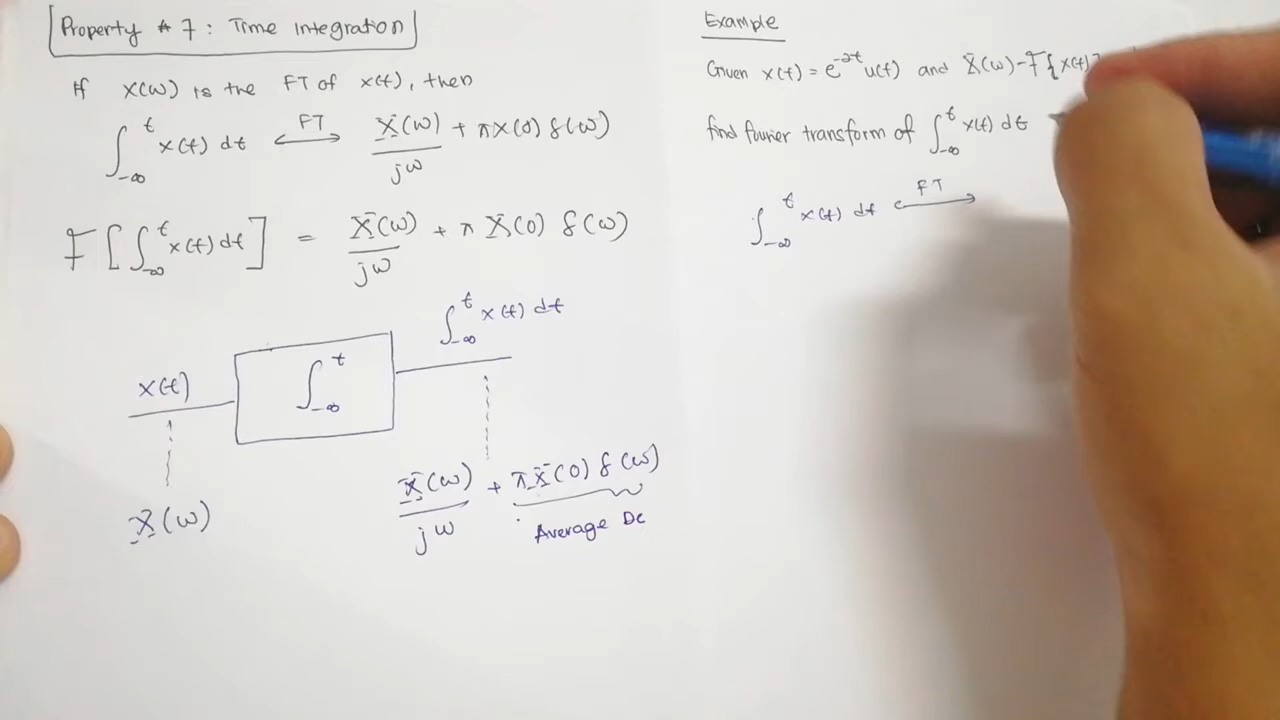 Property # 7: Time Integration
If X(ω) is the FT of x(t), then
∫_{-∞}^{t} x(t) dt ⟷^{FT} X(ω)/jω + πX(0) δ(ω)
F[∫_{-∞}^{t} x(t) dt] = X(ω)/jω + π X(0) δ(ω)
∫_{-∞}^{t} x(t) dt
x(t)
∫_{-∞}^{t}
X(ω)
X(ω)/jω + πX(0) δ(ω)
Average DC
Example
Given x(t) = e^{-2t} u(t) and X(ω) - F{x(t)}
find fourier transform of ∫_{-∞}^{t} x(t) dt
∫_{-∞}^{t} x(t) dt ⟷^{FT}